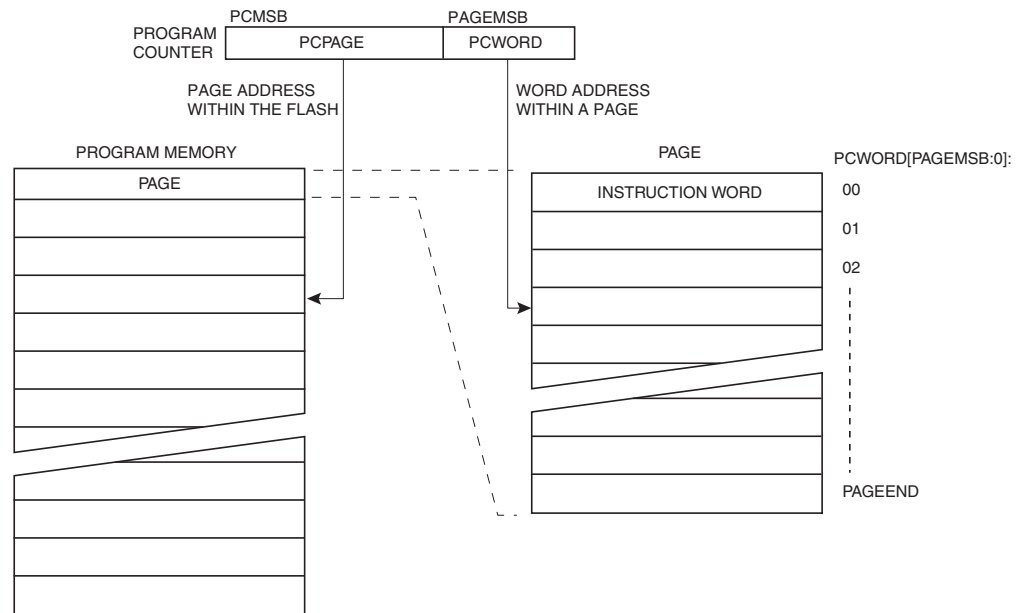 PCMSB
PAGEMSB
PROGRAM
COUNTER
PCPAGE
PCWORD
PAGE ADDRESS
WITHIN THE FLASH
WORD ADDRESS
WITHIN A PAGE
PROGRAM MEMORY
PAGE
PAGE
PCWORD[PAGEMSB:0]:
INSTRUCTION WORD
00
01
02
PAGEEND